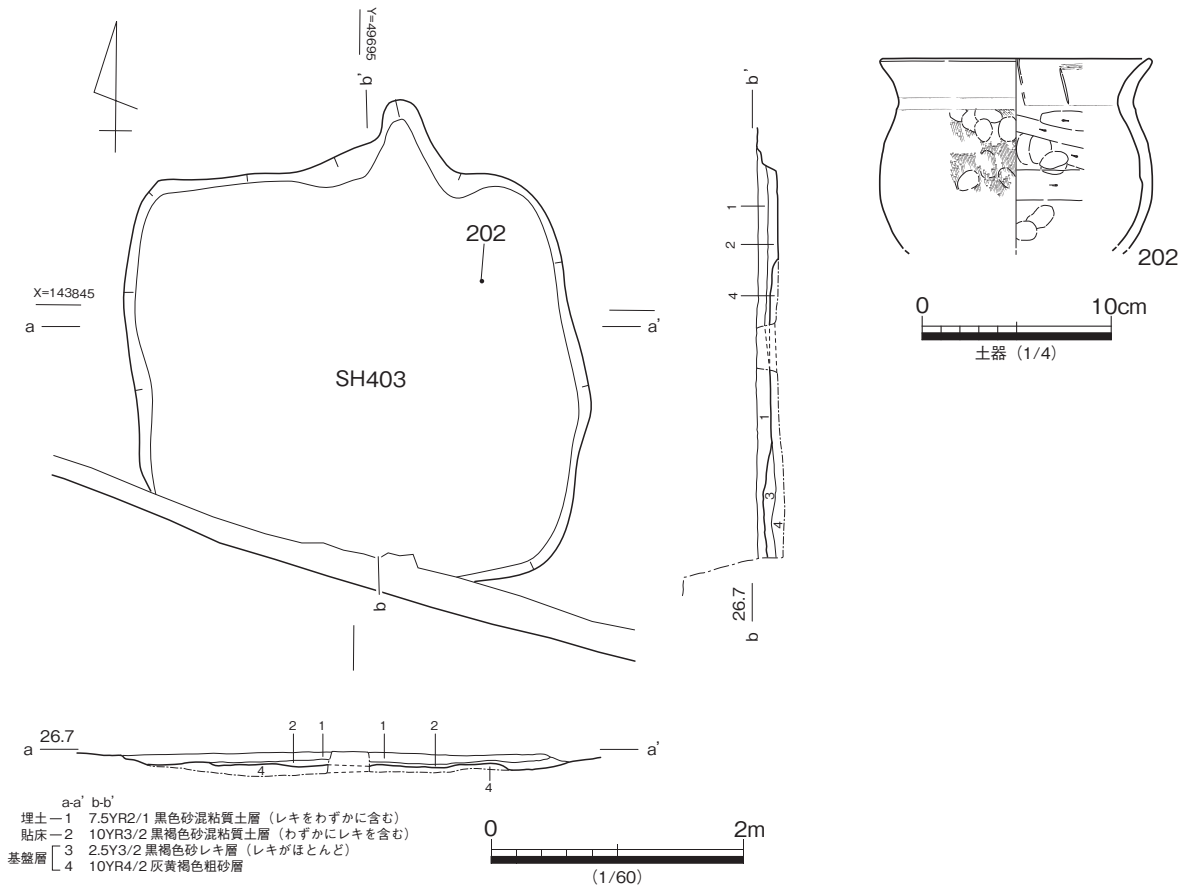 Y=49695
b'
X=143845
a
a'
202
SH403
b
b'
1
2
4
1
3
4
26.7
b
202
0 10cm
土器（1/4）
a 26.7
2 1 1 2
a'
4
4
a-a' b-b'
埋土－1 7.5YR2/1 黒色砂混粘質土層（レキをわずかに含む）
貼床－2 10YR3/2 黒褐色砂混粘質土層（わずかにレキを含む）
基盤層
3 2.5Y3/2 黒褐色砂レキ層（レキがほとんど）
4 10YR4/2 灰黄褐色粗砂層
0 2m
（1/60）